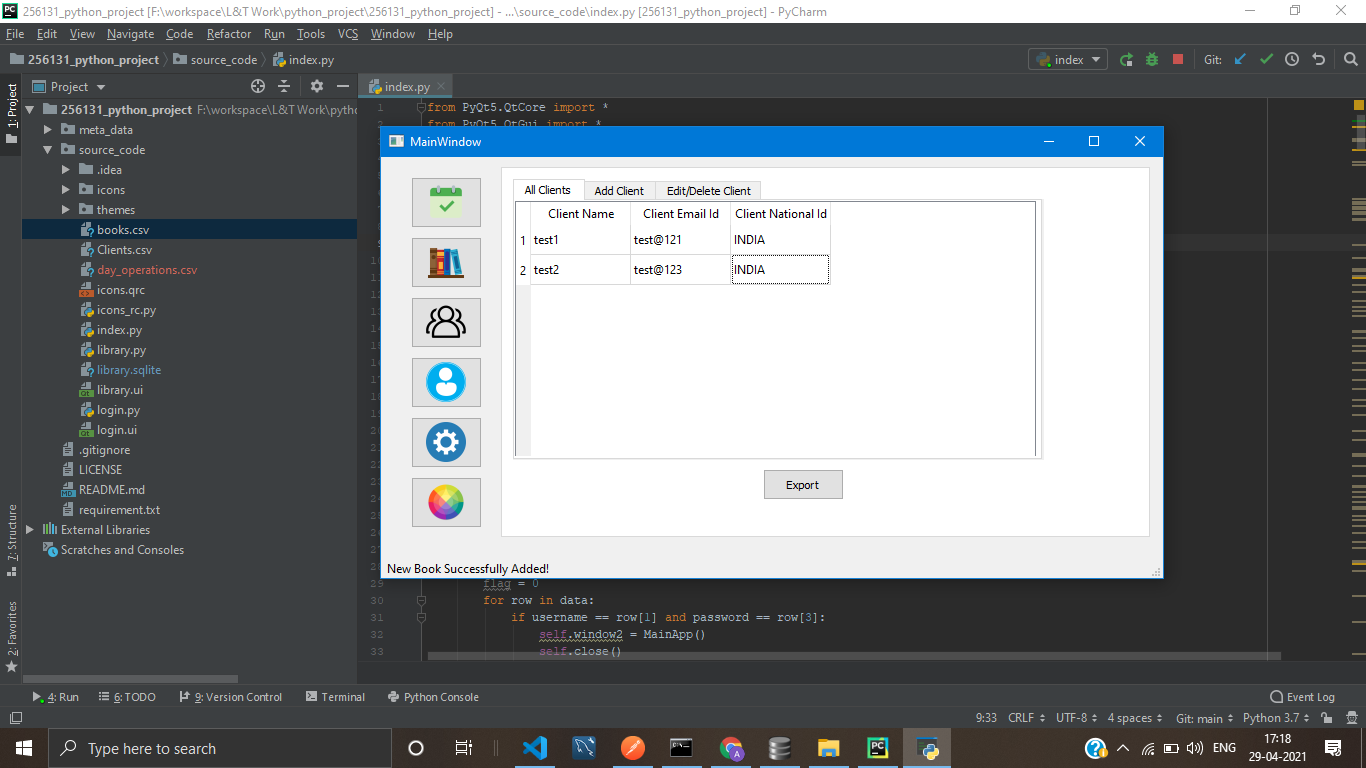 256131_python_project [F:\workspace\L&T Work\python_project\256131_python_project] - ...\source_code\index.py [256131_python_project] - PyCharm
File Edit View Navigate Code Refactor Run Tools VCS Window Help
256131_python_project source_code index.py
index Git:
1: Project
Project
index.py
256131_python_project F:\workspace\L&T Work\pytho
meta_data
source_code
.idea
icons
themes
books.csv
Clients.csv
day_operations.csv
icons.qrc
icons_rc.py
index.py
library.py
library.sqlite
library.ui
login.py
login.ui
.gitignore
LICENSE
README.md
requirement.txt
External Libraries
Scratches and Consoles
7: Structure
2: Favorites
1 from PyQt5.QtCore import *
from PyQt5.QtGui import *
MainWindow
All Clients Add Client Edit/Delete Client
Client Name Client Email Id Client National Id
1 test1 test@121 INDIA
2 test2 test@123 INDIA
Export
New Book Successfully Added!
flag = 0
30 for row in data:
31 if username == row[1] and password == row[3]:
32 self.window2 = MainApp()
33 self.close()
4: Run 6: TODO 9: Version Control Terminal Python Console Event Log
9:33 CRLF UTF-8 4 spaces Git: main Python 3.7
Type here to search
ENG
17:18
29-04-2021